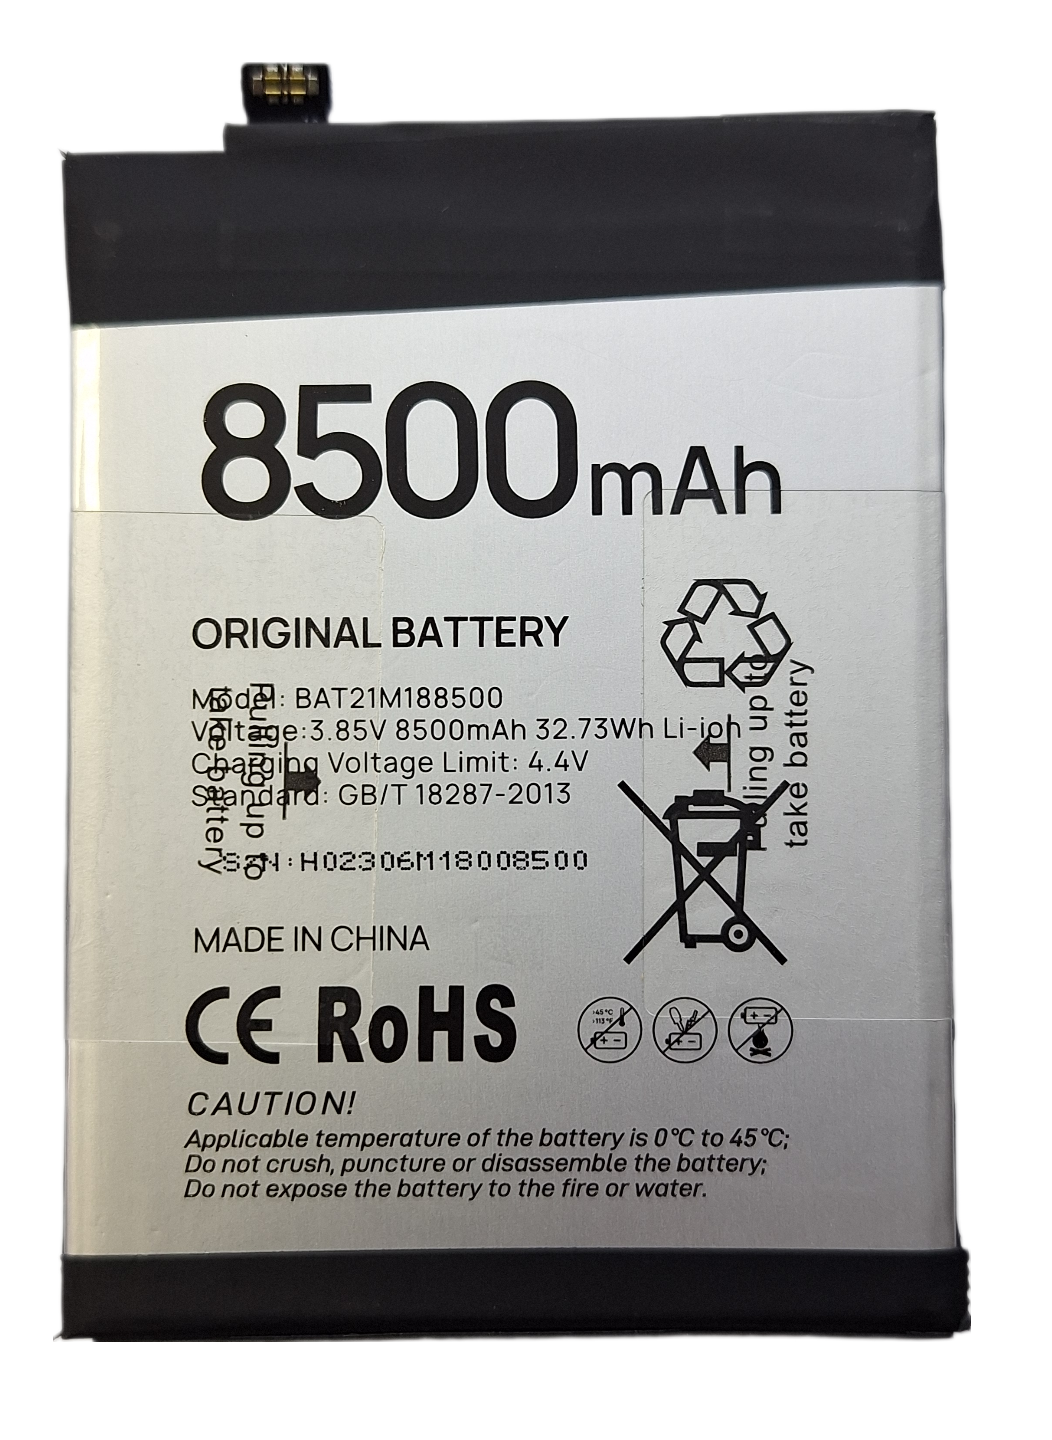 8500mAh
ORIGINAL BATTERY
Model: BAT21M188500
Voltage:3.85V 8500mAh 32.73Wh Li-ion
Charging Voltage Limit: 4.4V
Standard: GB/T 18287-2013
S/N:H02306M18008500
MADE IN CHINA
CE RoHS
>45°C
>113°F
CAUTION!
Applicable temperature of the battery is 0°C to 45°C;
Do not crush, puncture or disassemble the battery;
Do not expose the battery to the fire or water.
Pulling up to
take battery
Pulling up to
take battery